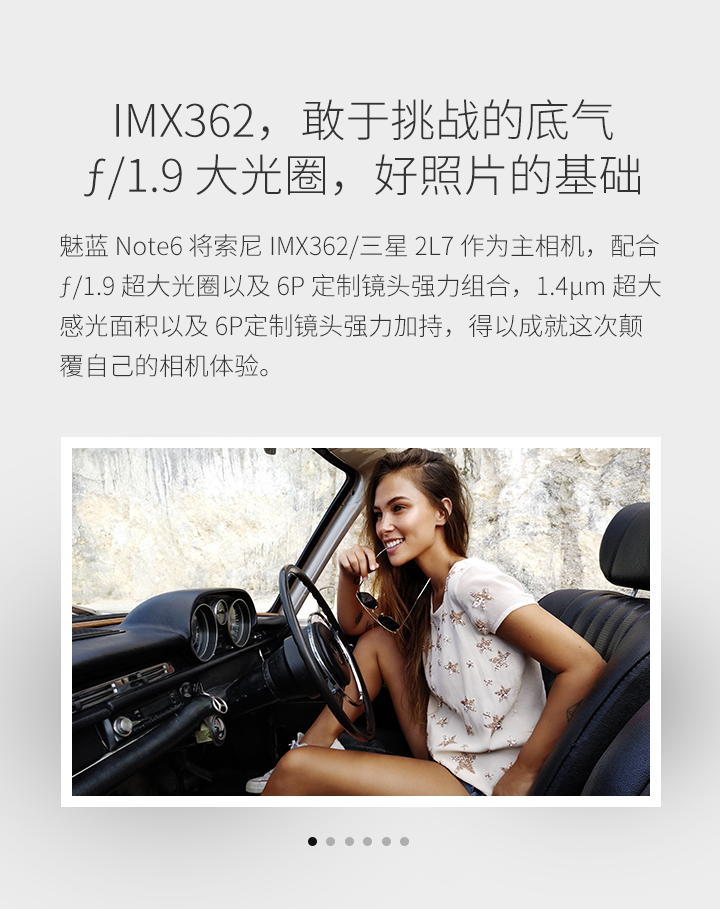 IMX362，敢于挑战的底气
ƒ/1.9 大光圈，好照片的基础
魅蓝 Note6 将索尼 IMX362/三星 2L7 作为主相机，配合
ƒ/1.9 超大光圈以及 6P 定制镜头强力组合，1.4μm 超大
感光面积以及 6P定制镜头强力加持，得以成就这次颠
覆自己的相机体验。